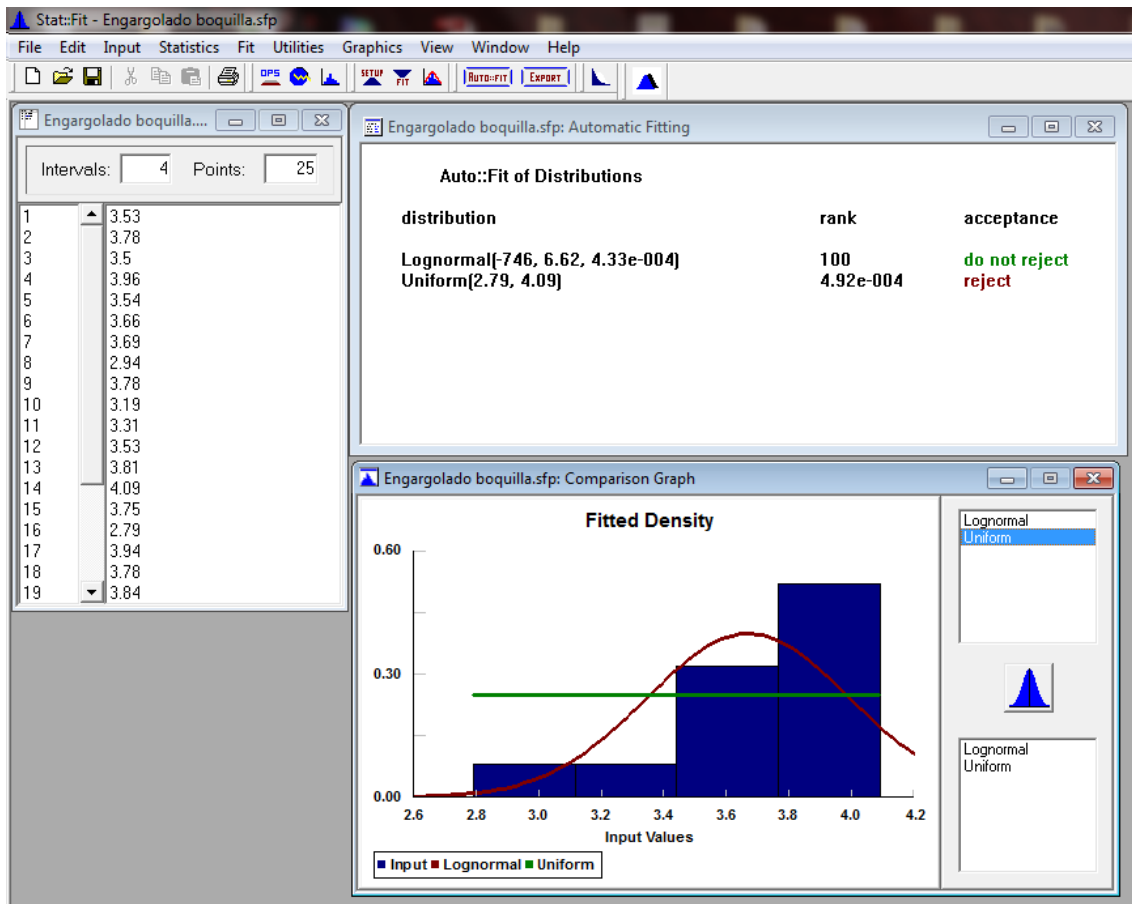 Stat::Fit - Engargolado boquilla.sfp
File Edit Input Statistics Fit Utilities Graphics View Window Help
OPS SETUP FIT AUTO::FIT EXPORT
Engargolado boquilla....
Intervals: 4 Points: 25
1 3.53
2 3.78
3 3.5
4 3.96
5 3.54
6 3.66
7 3.69
8 2.94
9 3.78
10 3.19
11 3.31
12 3.53
13 3.81
14 4.09
15 3.75
16 2.79
17 3.94
18 3.78
19 3.84
Engargolado boquilla.sfp: Automatic Fitting
Auto::Fit of Distributions
distribution rank acceptance
Lognormal(-746, 6.62, 4.33e-004) 100 do not reject
Uniform(2.79, 4.09) 4.92e-004 reject
Engargolado boquilla.sfp: Comparison Graph
Fitted Density
0.60
0.30
0.00
2.6 2.8 3.0 3.2 3.4 3.6 3.8 4.0 4.2
Input Values
Input Lognormal Uniform
Lognormal
Uniform
Lognormal
Uniform